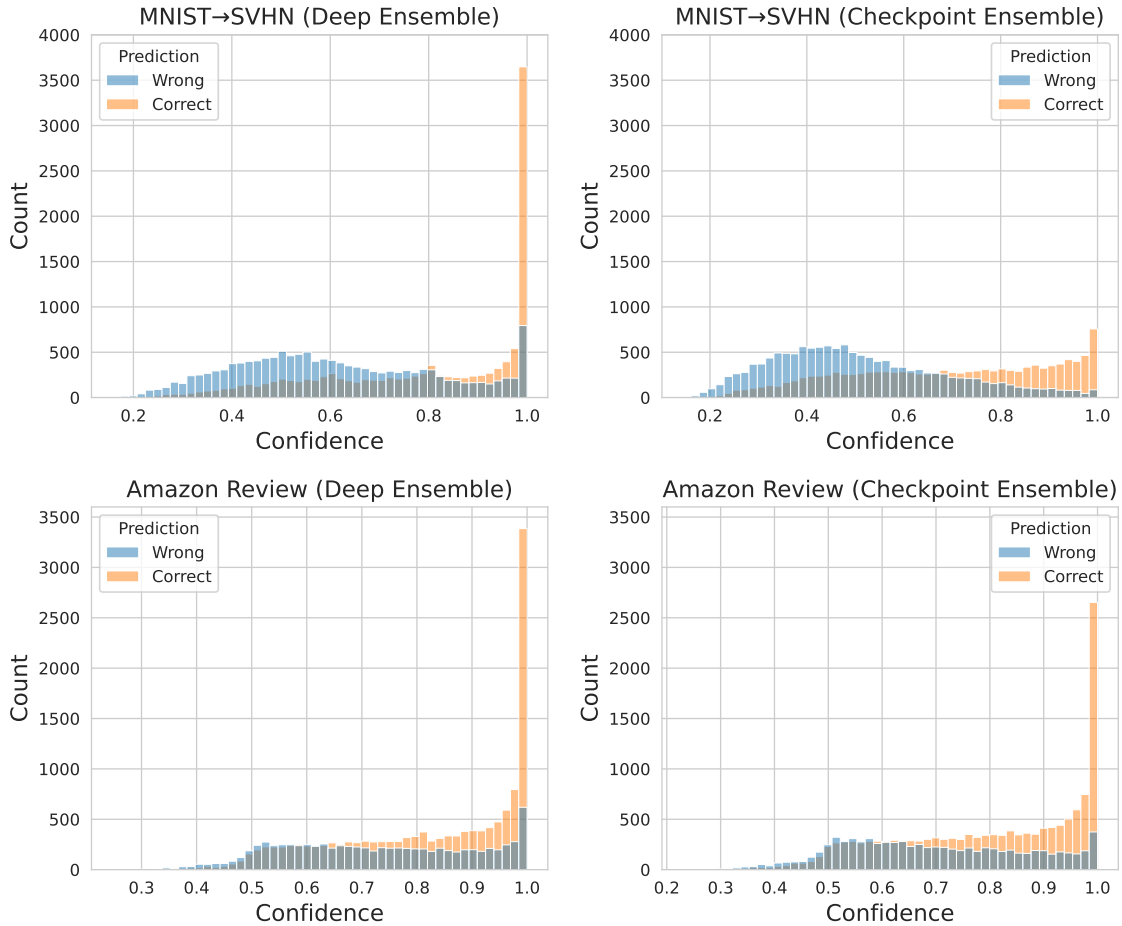 MNIST→SVHN (Deep Ensemble)
4000
3500
3000
2500
2000
1500
1000
500
0
Count
Prediction
Wrong
Correct
0.2 0.4 0.6 0.8 1.0
Confidence
MNIST→SVHN (Checkpoint Ensemble)
4000
3500
3000
2500
2000
1500
1000
500
0
Count
Prediction
Wrong
Correct
0.2 0.4 0.6 0.8 1.0
Confidence
Amazon Review (Deep Ensemble)
3500
3000
2500
2000
1500
1000
500
0
Count
Prediction
Wrong
Correct
0.3 0.4 0.5 0.6 0.7 0.8 0.9 1.0
Confidence
Amazon Review (Checkpoint Ensemble)
3500
3000
2500
2000
1500
1000
500
0
Count
Prediction
Wrong
Correct
0.2 0.3 0.4 0.5 0.6 0.7 0.8 0.9 1.0
Confidence